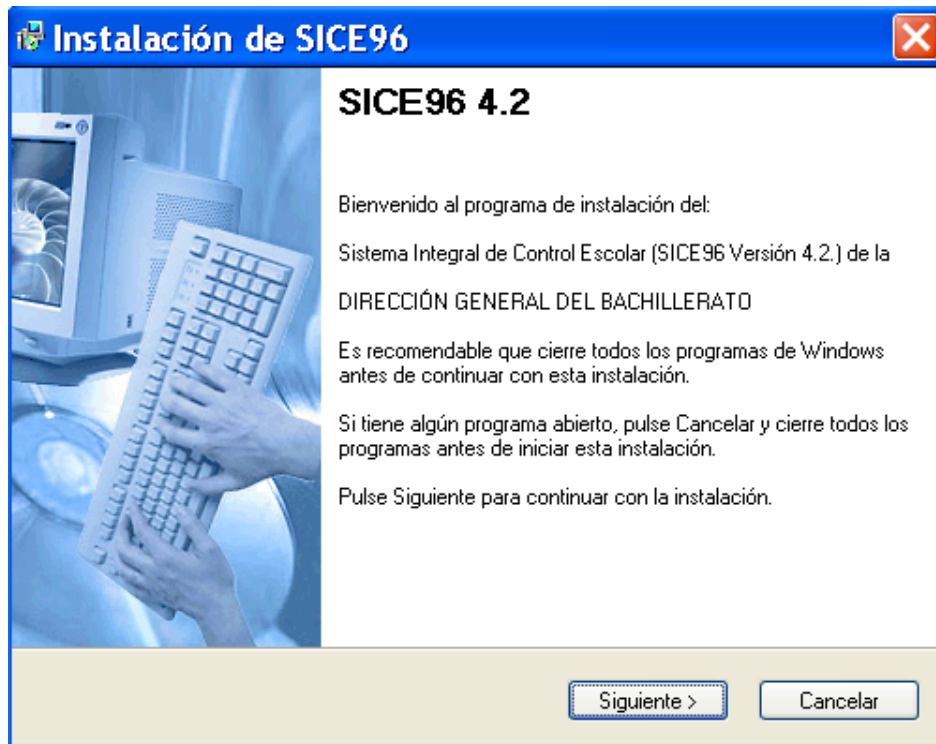 Instalación de SICE96
SICE96 4.2
Bienvenido al programa de instalación del:
Sistema Integral de Control Escolar (SICE96 Versión 4.2.) de la
DIRECCIÓN GENERAL DEL BACHILLERATO
Es recomendable que cierre todos los programas de Windows
antes de continuar con esta instalación.
Si tiene algún programa abierto, pulse Cancelar y cierre todos los
programas antes de iniciar esta instalación.
Pulse Siguiente para continuar con la instalación.
Siguiente >
Cancelar